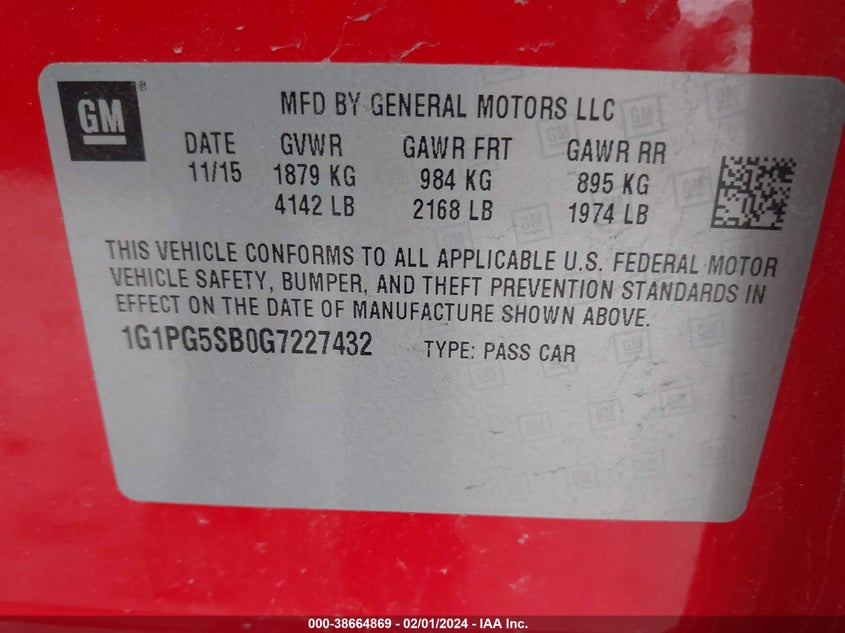 GM ®
MFD BY GENERAL MOTORS LLC
DATE GVWR GAWR FRT GAWR RR
11/15 1879 KG 984 KG 895 KG
4142 LB 2168 LB 1974 LB
THIS VEHICLE CONFORMS TO ALL APPLICABLE U.S. FEDERAL MOTOR
VEHICLE SAFETY, BUMPER, AND THEFT PREVENTION STANDARDS IN
EFFECT ON THE DATE OF MANUFACTURE SHOWN ABOVE.
1G1PG5SB0G7227432 TYPE: PASS CAR
000-38664869 — 02/01/2024 — IAA Inc.